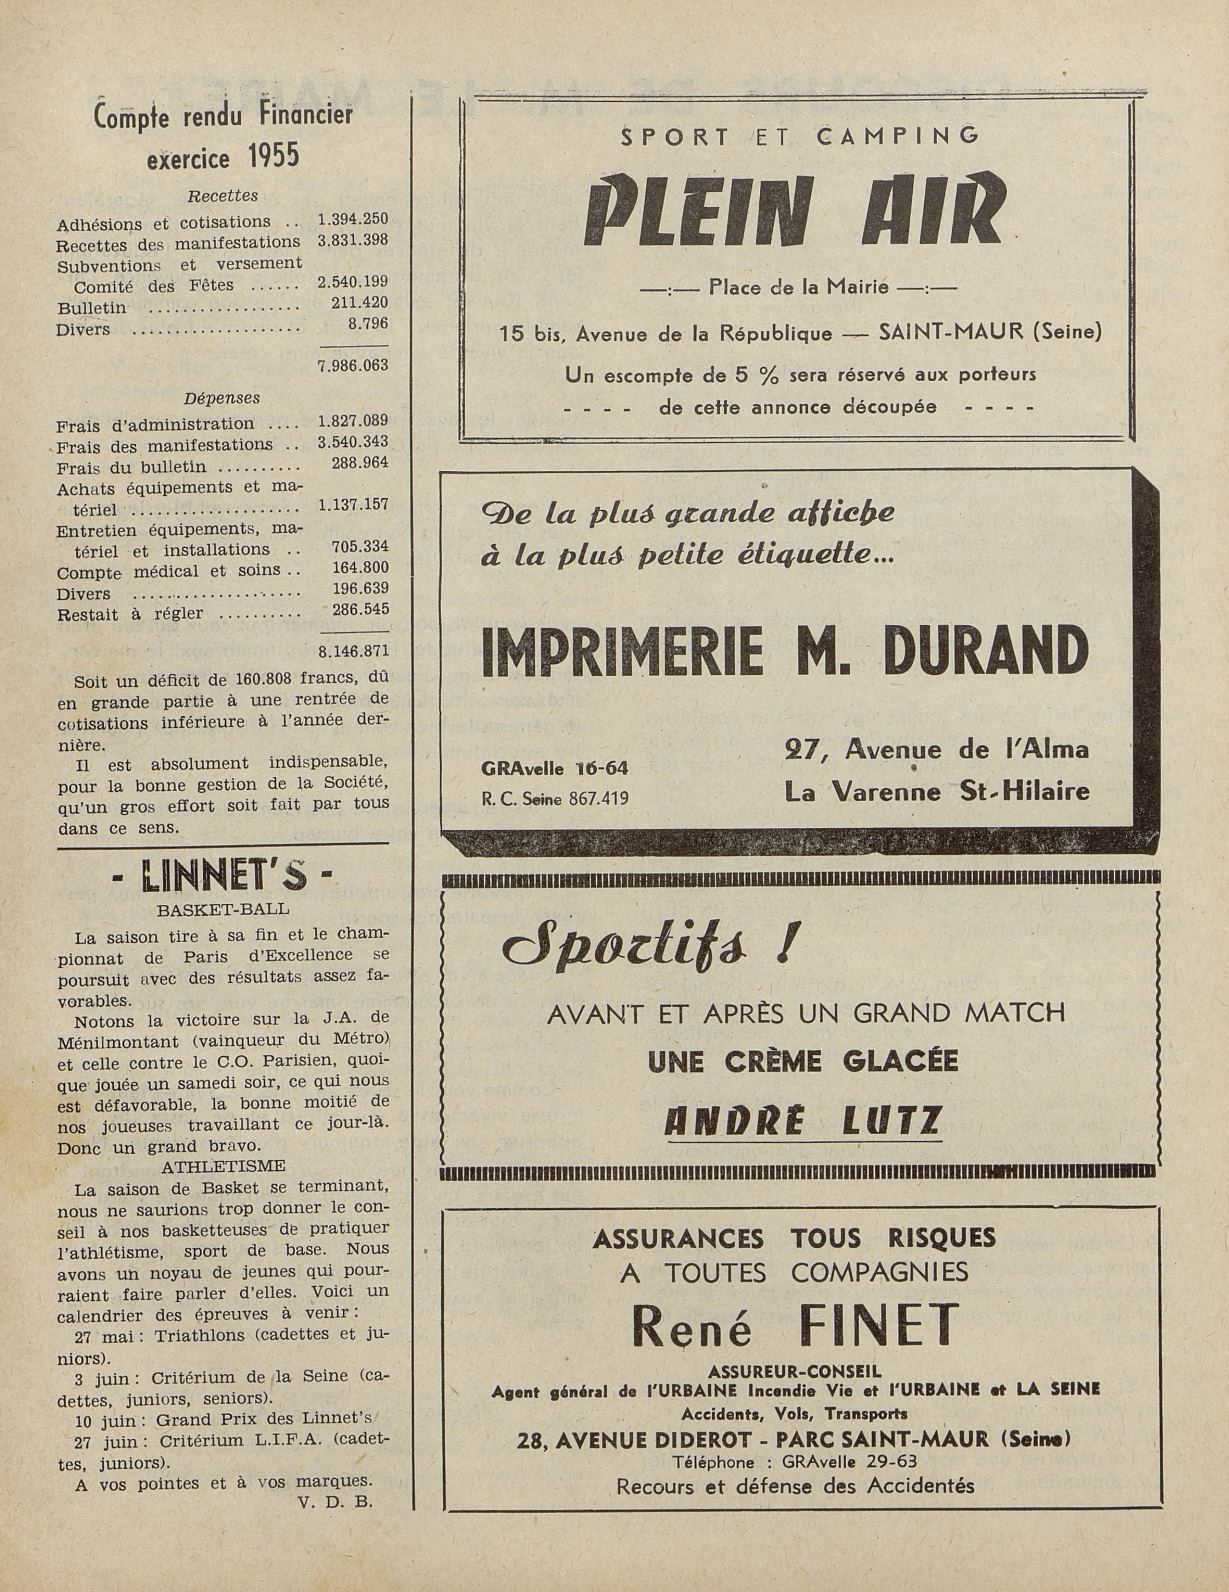 Compte rendu Financier
exercice 1955
Recettes
Adhésions et cotisations .. 1.394.250
Recettes des manifestations 3.831.398
Subventions et versement
Comité des Fêtes ...... 2.540.199
Bulletin .................. 211.420
Divers .................... 8.796
7.986.063
Dépenses
Frais d'administration .... 1.827.089
Frais des manifestations .. 3.540.343
Frais du bulletin .......... 288.964
Achats équipements et ma-
tériel .................... 1.137.157
Entretien équipements, ma-
tériel et installations .. 705.334
Compte médical et soins .. 164.800
Divers .................... 196.639
Restait à régler .......... 286.545
8.146.871
Soit un déficit de 160.808 francs, dû
en grande partie à une rentrée de
cotisations inférieure à l'année der-
nière.
Il est absolument indispensable,
pour la bonne gestion de la Société,
qu'un gros effort soit fait par tous
dans ce sens.
- LINNET'S -
BASKET-BALL
La saison tire à sa fin et le cham-
pionnat de Paris d'Excellence se
poursuit avec des résultats assez fa-
vorables.
Notons la victoire sur la J.A. de
Ménilmontant (vainqueur du Métro)
et celle contre le C.O. Parisien, quoi-
que jouée un samedi soir, ce qui nous
est défavorable, la bonne moitié de
nos joueuses travaillant ce jour-là.
Donc un grand bravo.
ATHLETISME
La saison de Basket se terminant,
nous ne saurions trop donner le con-
seil à nos basketteuses de pratiquer
l'athlétisme, sport de base. Nous
avons un noyau de jeunes qui pour-
raient faire parler d'elles. Voici un
calendrier des épreuves à venir :
27 mai : Triathlons (cadettes et ju-
niors).
3 juin : Critérium de la Seine (ca-
dettes, juniors, seniors).
10 juin : Grand Prix des Linnet's
27 juin : Critérium L.I.F.A. (cadet-
tes, juniors).
A vos pointes et à vos marques.
V. D. B.
SPORT ET CAMPING
PLEIN AIR
—:— Place de la Mairie —:—
15 bis, Avenue de la République — SAINT-MAUR (Seine)
Un escompte de 5 % sera réservé aux porteurs
- - - - de cette annonce découpée - - - -
De la plus grande affiche
à la plus petite étiquette...
IMPRIMERIE M. DURAND
27, Avenue de l'Alma
La Varenne St-Hilaire
GRAvelle 16-64
R. C. Seine 867.419
Sportifs !
AVANT ET APRÈS UN GRAND MATCH
UNE CRÈME GLACÉE
ANDRÉ LUTZ
ASSURANCES TOUS RISQUES
A TOUTES COMPAGNIES
René FINET
ASSUREUR-CONSEIL
Agent général de l'URBAINE Incendie Vie et l'URBAINE et LA SEINE
Accidents, Vols, Transports
28, AVENUE DIDEROT - PARC SAINT-MAUR (Seine)
Téléphone : GRAvelle 29-63
Recours et défense des Accidentés